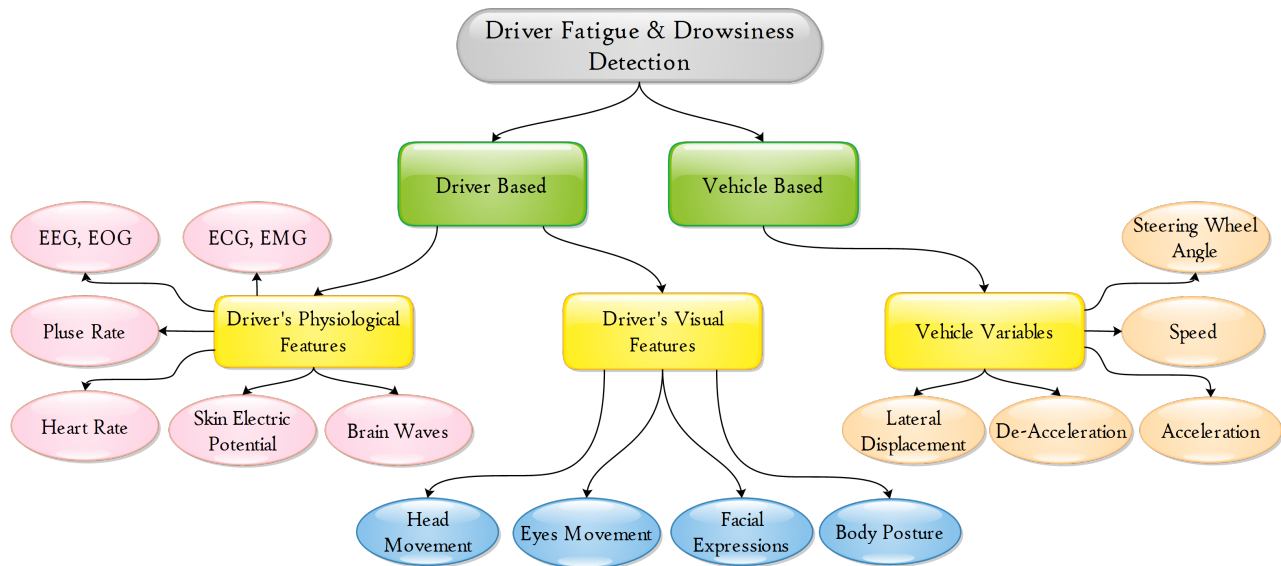 Driver Fatigue & Drowsiness
Detection
Driver Based
Vehicle Based
EEG, EOG
ECG, EMG
Steering Wheel
Angle
Pluse Rate
Driver's Physiological
Features
Driver's Visual
Features
Vehicle Variables
Speed
Heart Rate
Skin Electric
Potential
Brain Waves
Lateral
Displacement
De-Acceleration
Acceleration
Head
Movement
Eyes Movement
Facial
Expressions
Body Posture